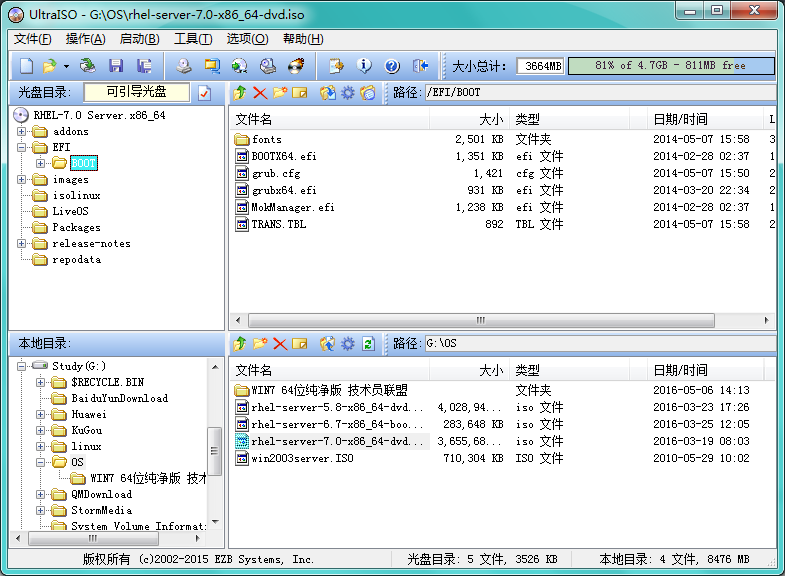 UltraISO - G:\OS\rhel-server-7.0-x86_64-dvd.iso
文件(F) 操作(A) 启动(B) 工具(T) 选项(O) 帮助(H)
大小总计: 3664MB 81% of 4.7GB - 811MB free
光盘目录: 可引导光盘 路径: /EFI/BOOT
RHEL-7.0 Server.x86_64
addons
EFI
BOOT
images
isolinux
LiveOS
Packages
release-notes
repodata
文件名 大小 类型 日期/时间 L
fonts 2,501 KB 文件夹 2014-05-07 15:58 3
BOOTX64.efi 1,351 KB efi 文件 2014-02-28 02:37 1
grub.cfg 1,421 cfg 文件 2014-05-07 15:50 2
grubx64.efi 931 KB efi 文件 2014-03-20 22:34 2
MokManager.efi 1,238 KB efi 文件 2014-02-28 02:37 1
TRANS.TBL 892 TBL 文件 2014-05-07 15:58 2
本地目录: 路径: G:\OS
Study(G:)
$RECYCLE.BIN
BaiduYunDownload
Huawei
KuGou
linux
OS
WIN7 64位纯净版 技术
QMDownload
StormMedia
System Volume Informat
文件名 大小 类型 日期/时间
WIN7 64位纯净版 技术员联盟 文件夹 2016-05-06 14:13
rhel-server-5.8-x86_64-dvd... 4,028,94... iso 文件 2016-03-23 17:26
rhel-server-6.7-x86_64-boo... 283,648 KB iso 文件 2016-03-25 12:05
rhel-server-7.0-x86_64-dvd... 3,655,68... iso 文件 2016-03-19 08:03
win2003server.ISO 710,304 KB ISO 文件 2010-05-29 10:02
版权所有 (c)2002-2015 EZB Systems, Inc. 光盘目录: 5 文件, 3526 KB 本地目录: 4 文件, 8476 MB